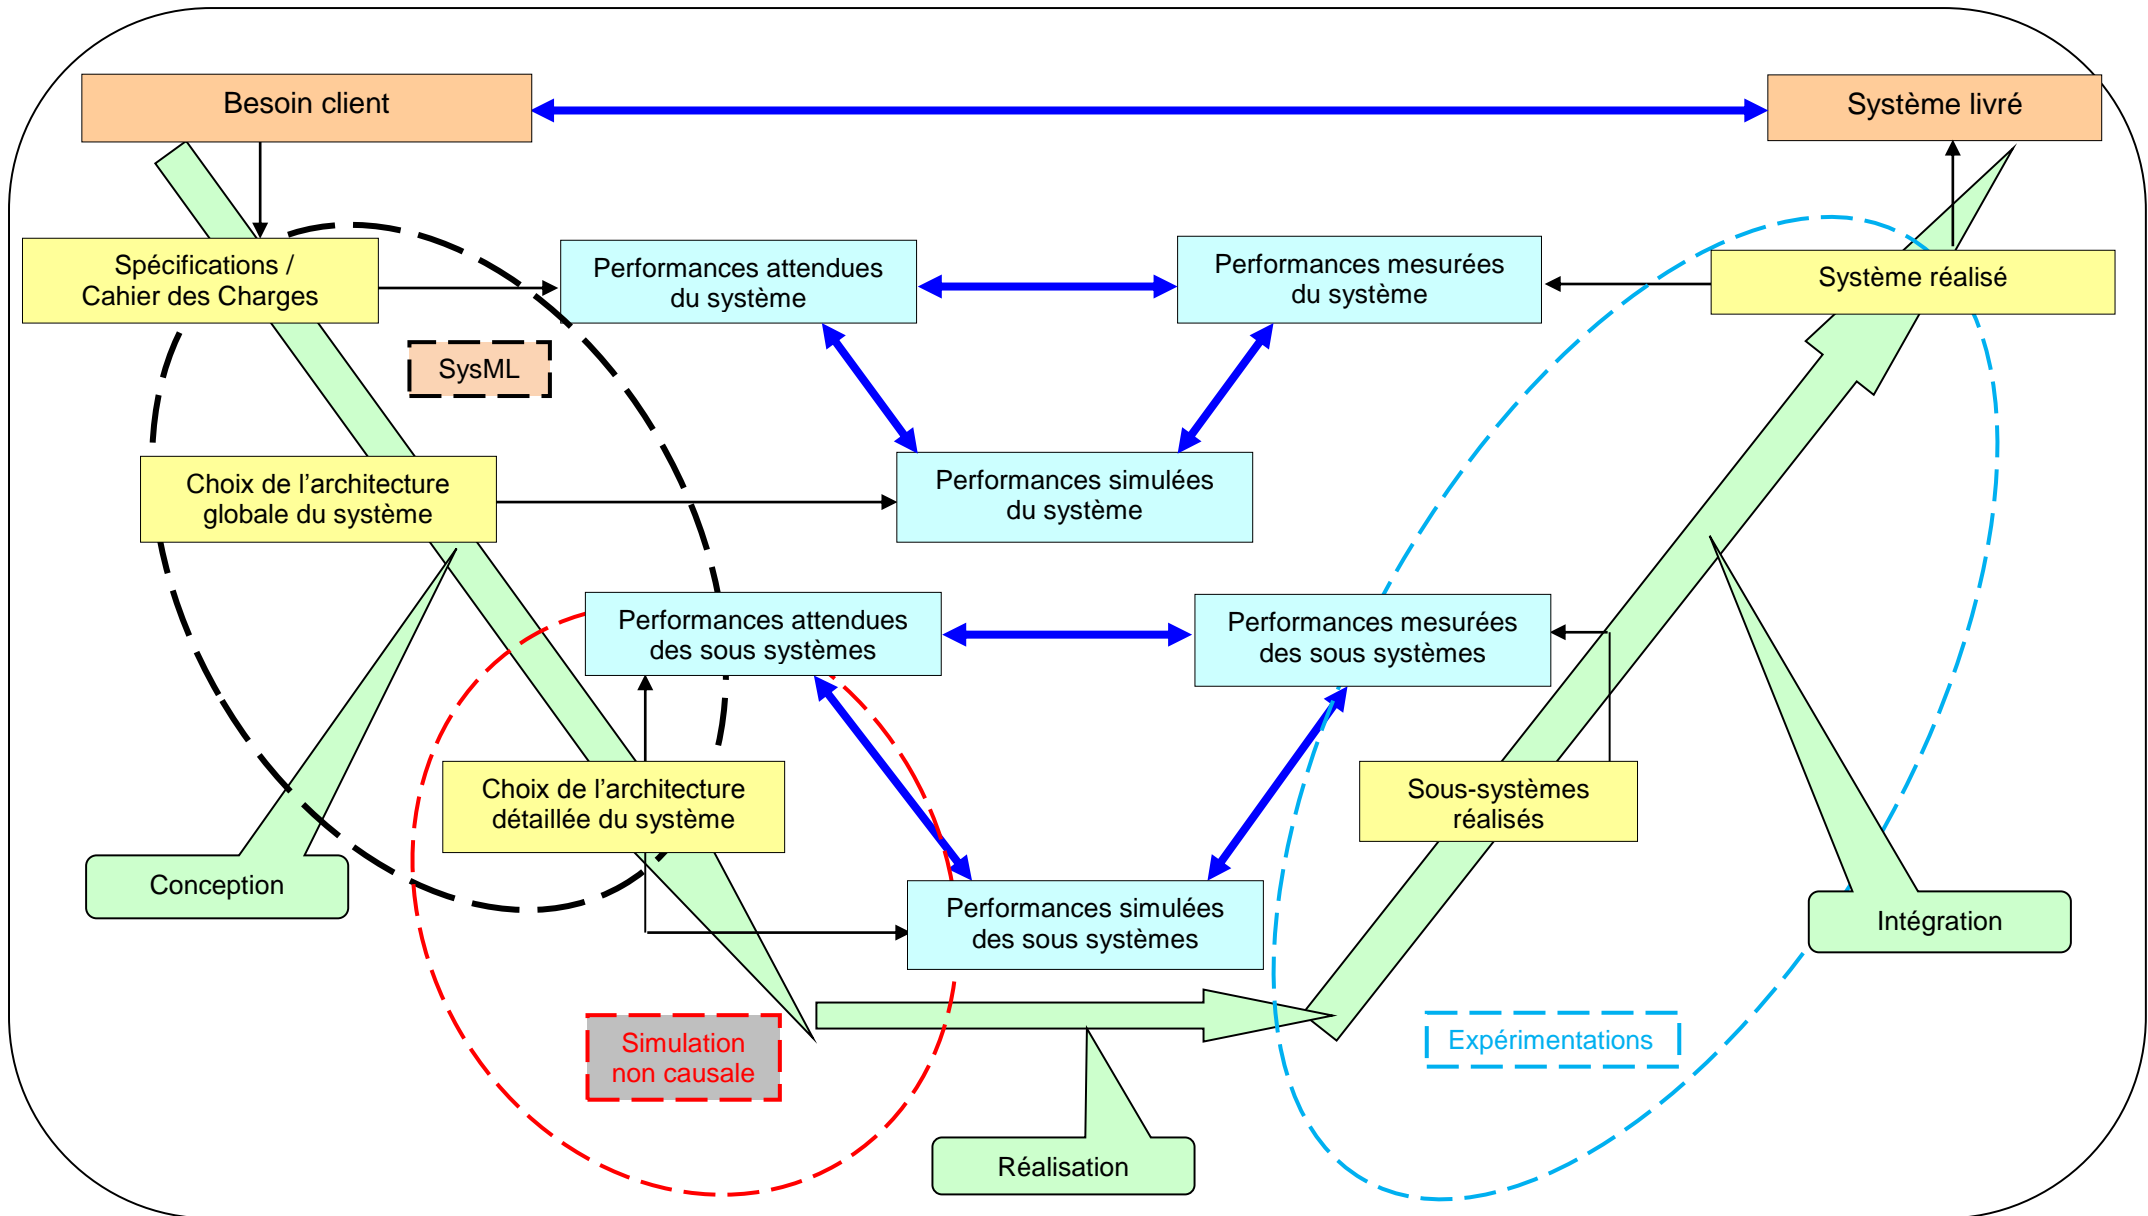 Besoin client
Système livré
Spécifications /
Cahier des Charges
Performances attendues
du système
Performances mesurées
du système
Système réalisé
SysML
Choix de l’architecture
globale du système
Performances simulées
du système
Performances attendues
des sous systèmes
Performances mesurées
des sous systèmes
Choix de l’architecture
détaillée du système
Sous-systèmes
réalisés
Conception
Performances simulées
des sous systèmes
Intégration
Simulation
non causale
Expérimentations
Réalisation